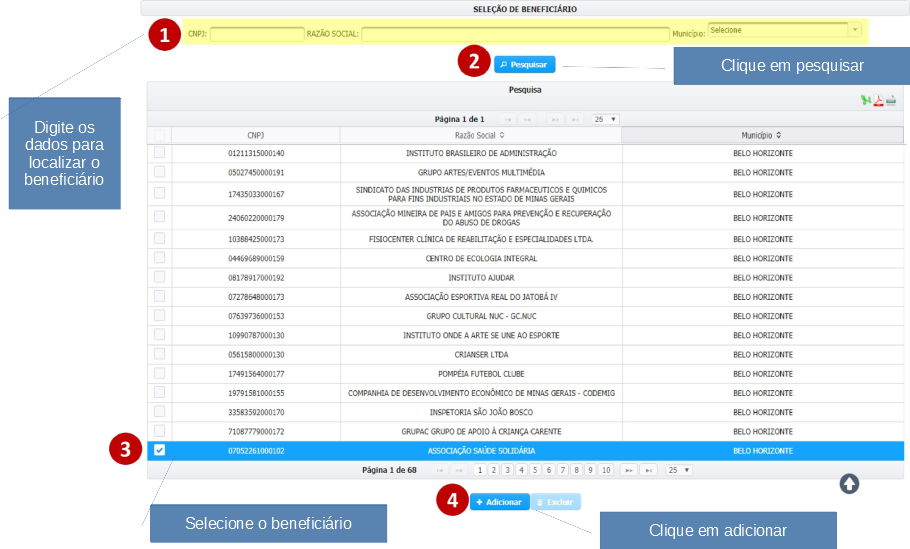 SELEÇÃO DE BENEFICIÁRIO
1 CNPJ: RAZÃO SOCIAL: Município: Selecione
2 Pesquisar
Clique em pesquisar
Digite os
dados para
localizar o
beneficiário
Pesquisa
Página 1 de 1 25
CNPJ Razão Social Município
01211315000140 INSTITUTO BRASILEIRO DE ADMINISTRAÇÃO BELO HORIZONTE
05027450000191 GRUPO ARTES/EVENTOS MULTIMÉDIA BELO HORIZONTE
17435033000167 SINDICATO DAS INDUSTRIAS DE PRODUTOS FARMACEUTICOS E QUIMICOS
PARA FINS INDUSTRIAIS NO ESTADO DE MINAS GERAIS BELO HORIZONTE
24060220000179 ASSOCIAÇÃO MINEIRA DE PAIS E AMIGOS PARA PREVENÇÃO E RECUPERAÇÃO
DO ABUSO DE DROGAS BELO HORIZONTE
10388425000173 FISIOCENTER CLÍNICA DE REABILITAÇÃO E ESPECIALIDADES LTDA. BELO HORIZONTE
04469689000159 CENTRO DE ECOLOGIA INTEGRAL BELO HORIZONTE
08178917000192 INSTITUTO AJUDAR BELO HORIZONTE
07278648000173 ASSOCIAÇÃO ESPORTIVA REAL DO JATOBÁ IV BELO HORIZONTE
07639736000153 GRUPO CULTURAL NUC - GC.NUC BELO HORIZONTE
10990787000130 INSTITUTO ONDE A ARTE SE UNE AO ESPORTE BELO HORIZONTE
05615800000130 CRIANSER LTDA BELO HORIZONTE
17491564000177 POMPÉIA FUTEBOL CLUBE BELO HORIZONTE
19791581000155 COMPANHIA DE DESENVOLVIMENTO ECONÔMICO DE MINAS GERAIS - CODEMIG BELO HORIZONTE
33583592000170 INSPETORIA SÃO JOÃO BOSCO BELO HORIZONTE
71087779000172 GRUPAC GRUPO DE APOIO À CRIANÇA CARENTE BELO HORIZONTE
3 07052261000102 ASSOCIAÇÃO SAÚDE SOLIDÁRIA BELO HORIZONTE
Página 1 de 68 1 2 3 4 5 6 7 8 9 10 25
4 Adicionar Excluir
Selecione o beneficiário
Clique em adicionar